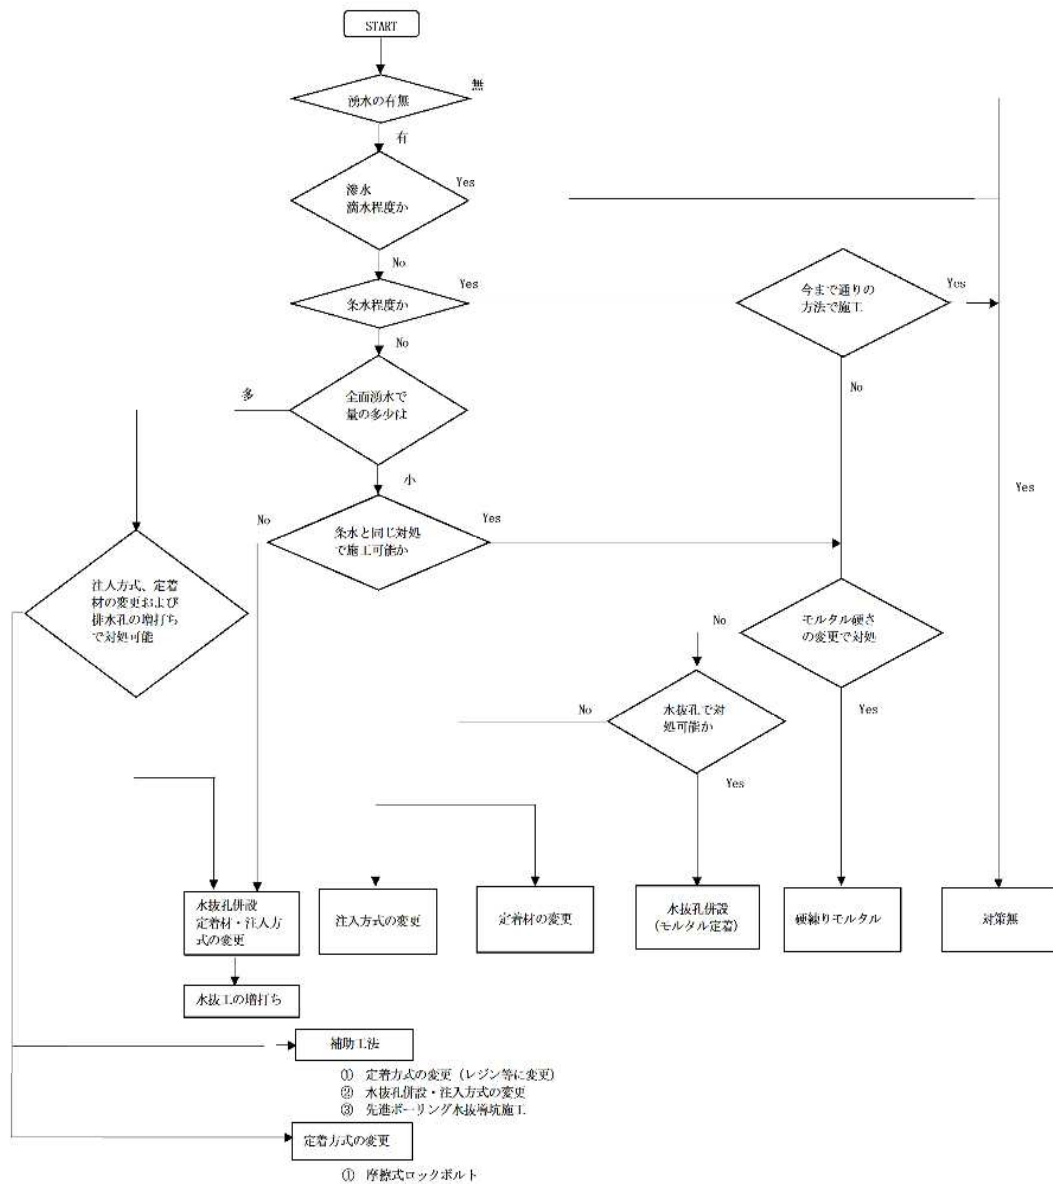 START
湧水の有無
無
有
滲水
滴水程度か
Yes
No
条水程度か
Yes
No
今まで通りの
方法で施工
Yes
No
全面湧水で
量の多少は
多
小
Yes
条水と同じ対処
で施工可能か
No
Yes
注入方式、定着
材の変更および
排水孔の増打ち
で対処可能
モルタル硬さ
の変更で対処
No
Yes
水抜孔で対
処可能か
No
Yes
水抜孔併設
定着材・注入方
式の変更
注入方式の変更
定着材の変更
水抜孔併設
(モルタル定着)
硬練りモルタル
対策無
水抜工の増打ち
補助工法
① 定着方式の変更(レジン等に変更)
② 水抜孔併設・注入方式の変更
③ 先進ボーリング水抜導坑施工
定着方式の変更
① 摩擦式ロックボルト